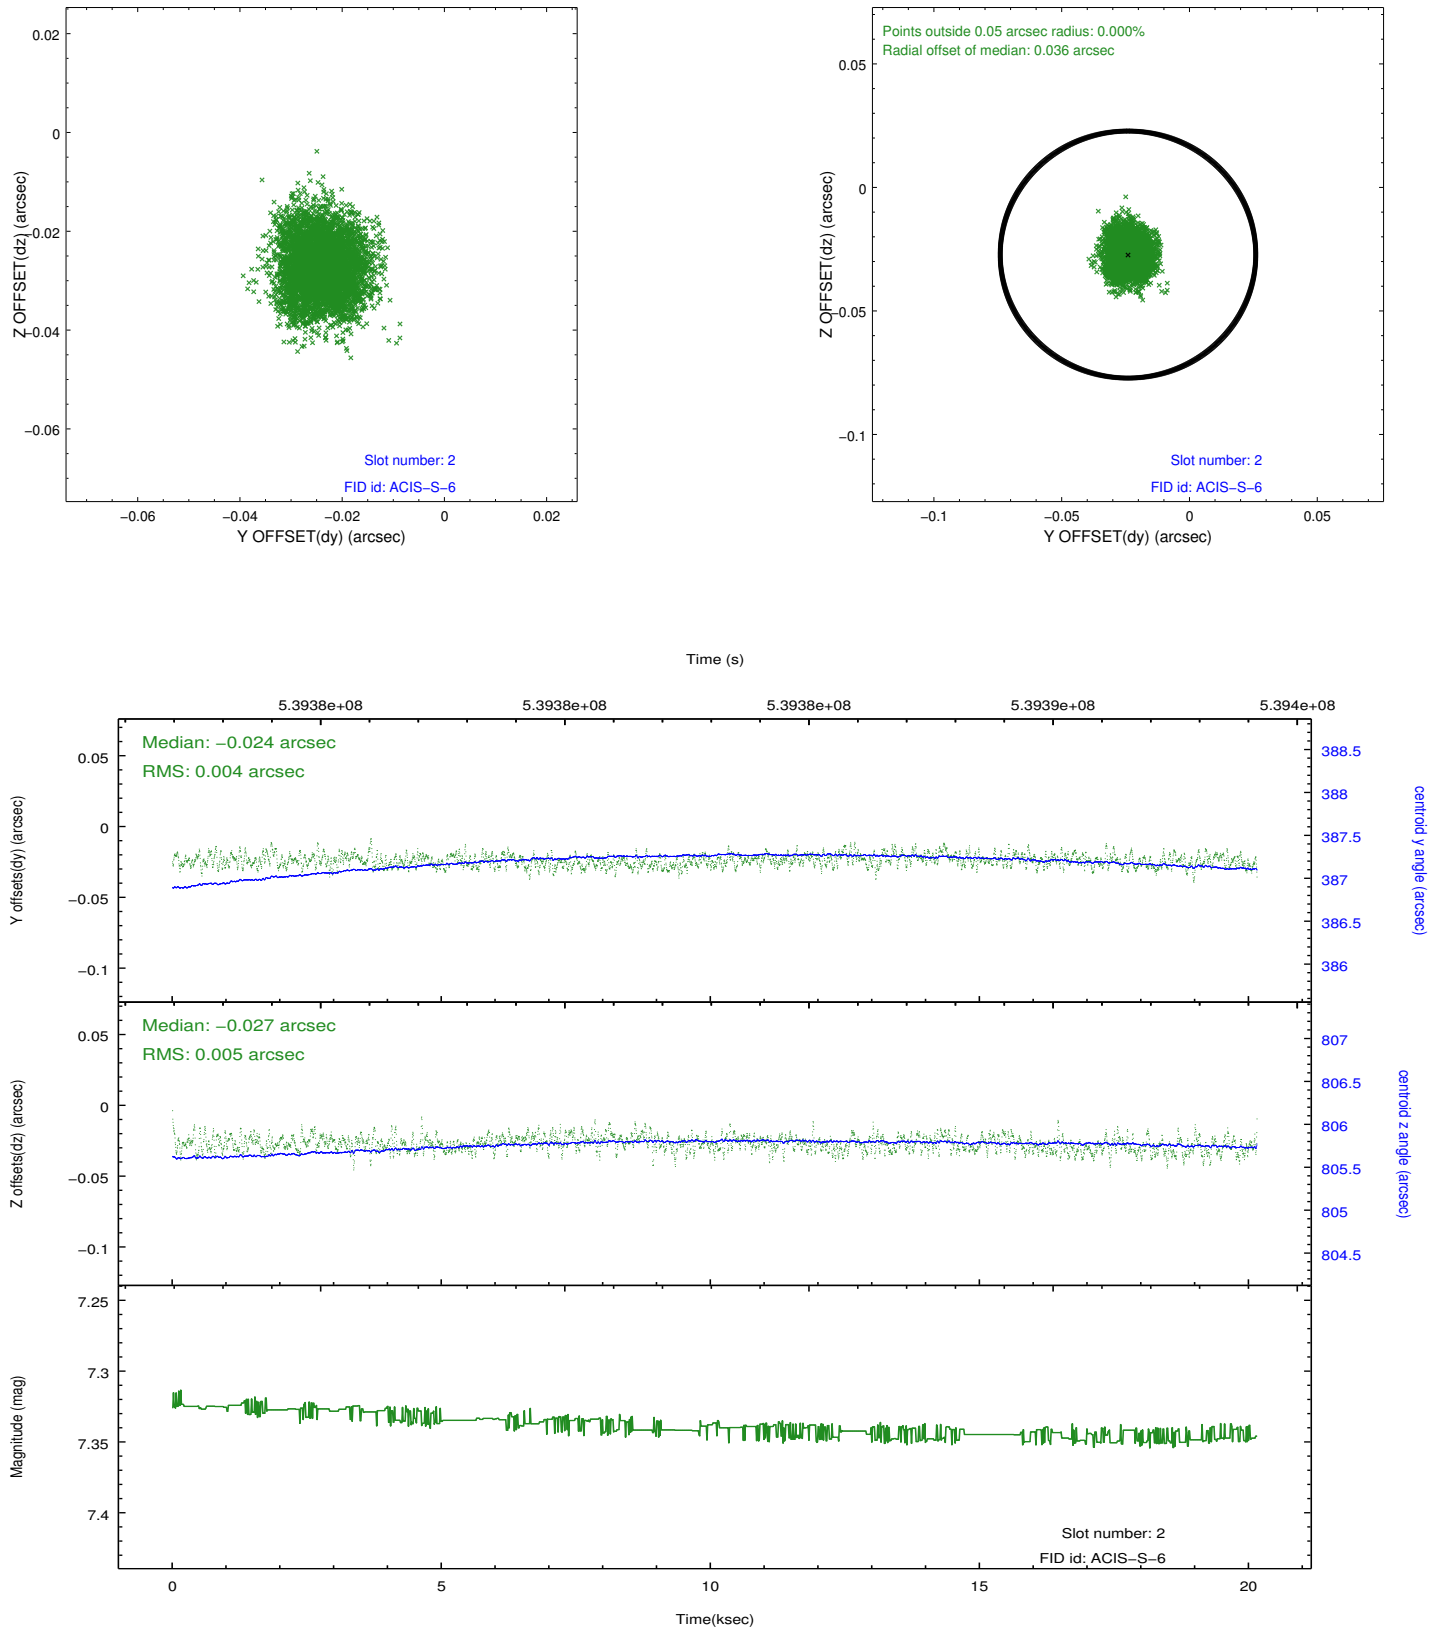 0.02
0
−0.02
−0.04
−0.06
Z OFFSET(dz) (arcsec)
Slot number: 2
FID id: ACIS−S−6
−0.06
−0.04
−0.02
0
0.02
Y OFFSET(dy) (arcsec)
Points outside 0.05 arcsec radius: 0.000%
Radial offset of median: 0.036 arcsec
0.05
0
−0.05
−0.1
Z OFFSET(dz) (arcsec)
Slot number: 2
FID id: ACIS−S−6
−0.1
−0.05
0
0.05
Y OFFSET(dy) (arcsec)
Time (s)
5.3938e+08
5.3938e+08
5.3938e+08
5.3939e+08
5.394e+08
Median: −0.024 arcsec
RMS: 0.004 arcsec
0.05
0
−0.05
−0.1
Y offsets(dy) (arcsec)
388.5
388
387.5
387
386.5
386
centroid y angle (arcsec)
Median: −0.027 arcsec
RMS: 0.005 arcsec
0.05
0
−0.05
−0.1
Z offsets(dz) (arcsec)
807
806.5
806
805.5
805
804.5
centroid z angle (arcsec)
7.25
7.3
7.35
7.4
Magnitude (mag)
Slot number: 2
FID id: ACIS−S−6
0
5
10
15
20
Time(ksec)